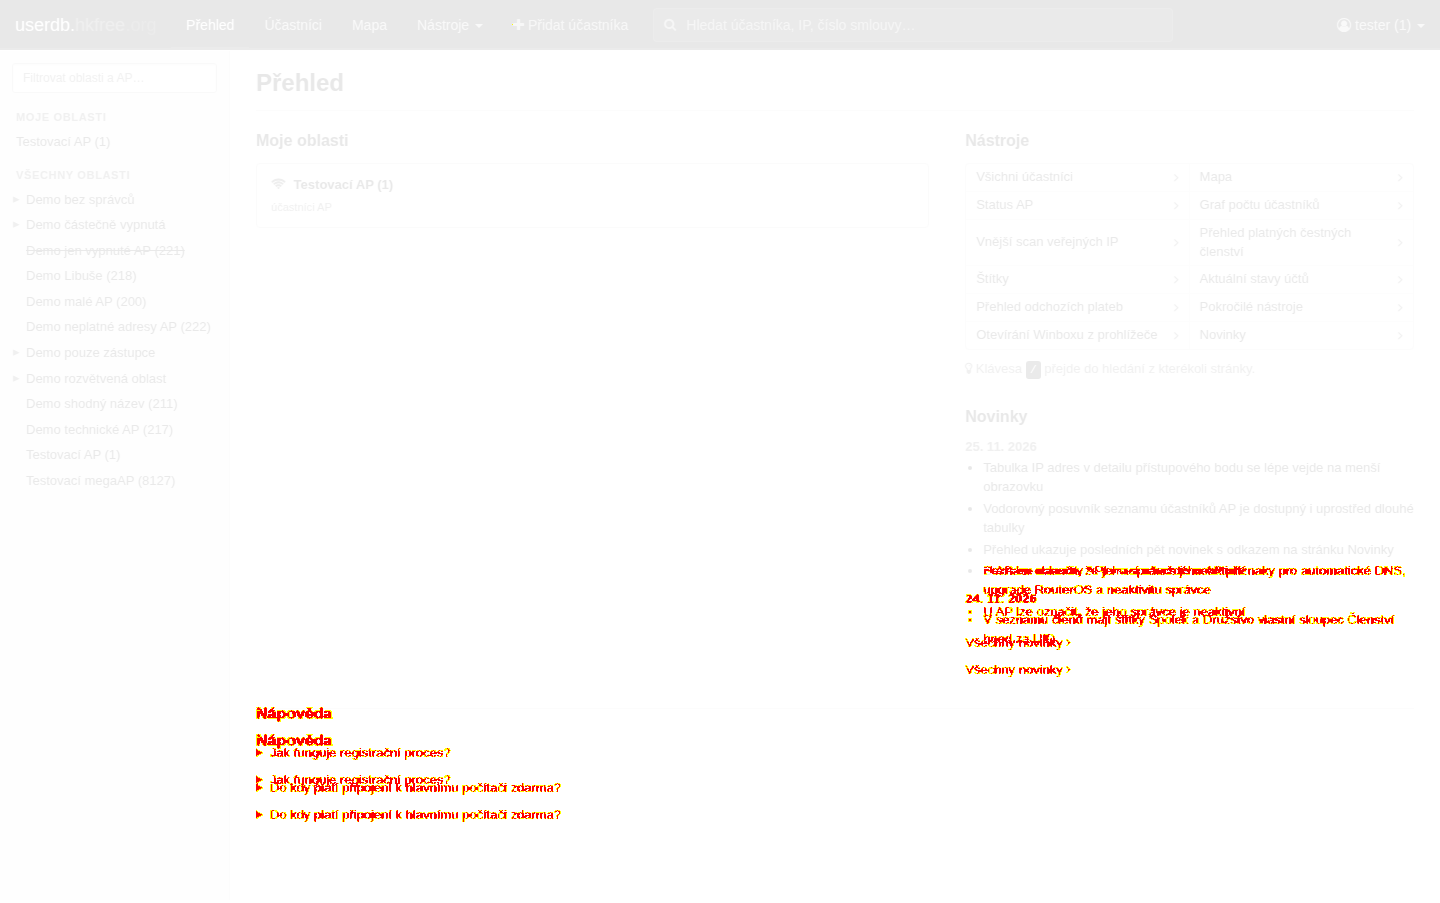 userdb.hkfree.org Přehled Účastníci Mapa Nástroje Přidat účastníka Hledat účastníka, IP, číslo smlouvy… tester (1)
Filtrovat oblasti a AP…
MOJE OBLASTI
Testovací AP (1)
VŠECHNY OBLASTI
Demo bez správců
Demo částečně vypnutá
Demo jen vypnuté AP (221)
Demo Libuše (218)
Demo malé AP (200)
Demo neplatné adresy AP (222)
Demo pouze zástupce
Demo rozvětvená oblast
Demo shodný název (211)
Demo technické AP (217)
Testovací AP (1)
Testovací megaAP (8127)
Přehled
Moje oblasti
Testovací AP (1)
účastníci AP
Nástroje
Všichni účastníci
Mapa
Status AP
Graf počtu účastníků
Vnější scan veřejných IP
Přehled platných čestných
členství
Štítky
Aktuální stavy účtů
Přehled odchozích plateb
Pokročilé nástroje
Otevírání Winboxu z prohlížeče
Novinky
Klávesa / přejde do hledání z kterékoli stránky.
Novinky
25. 11. 2026
Tabulka IP adres v detailu přístupového bodu se lépe vejde na menší
obrazovku
Vodorovný posuvník seznamu účastníků AP je dostupný i uprostřed dlouhé
tabulky
Přehled ukazuje posledních pět novinek s odkazem na stránku Novinky
pro automatické DNS,
upgrade RouterOS a neaktivitu správce
24. 11. 2026
U AP lze označit, že jeho správce je neaktivní
V seznamu členů mají štítky Spolek a Družstvo vlastní sloupec Členství
hned za UID
Všechny novinky
Všechny novinky
Nápověda
Nápověda
Jak funguje registrační proces?
Jak funguje registrační proces?
Do kdy platí připojení k hlavnímu počítači zdarma?
Do kdy platí připojení k hlavnímu počítači zdarma?